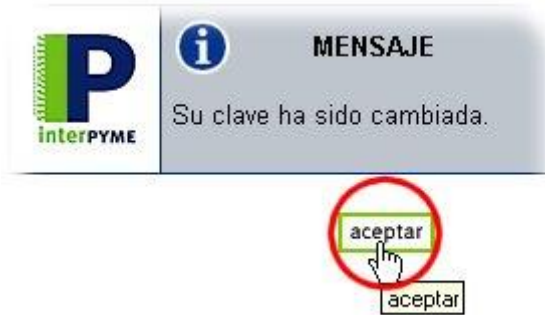 MENSAJE
Su clave ha sido cambiada.
P
interPYME
aceptar
aceptar